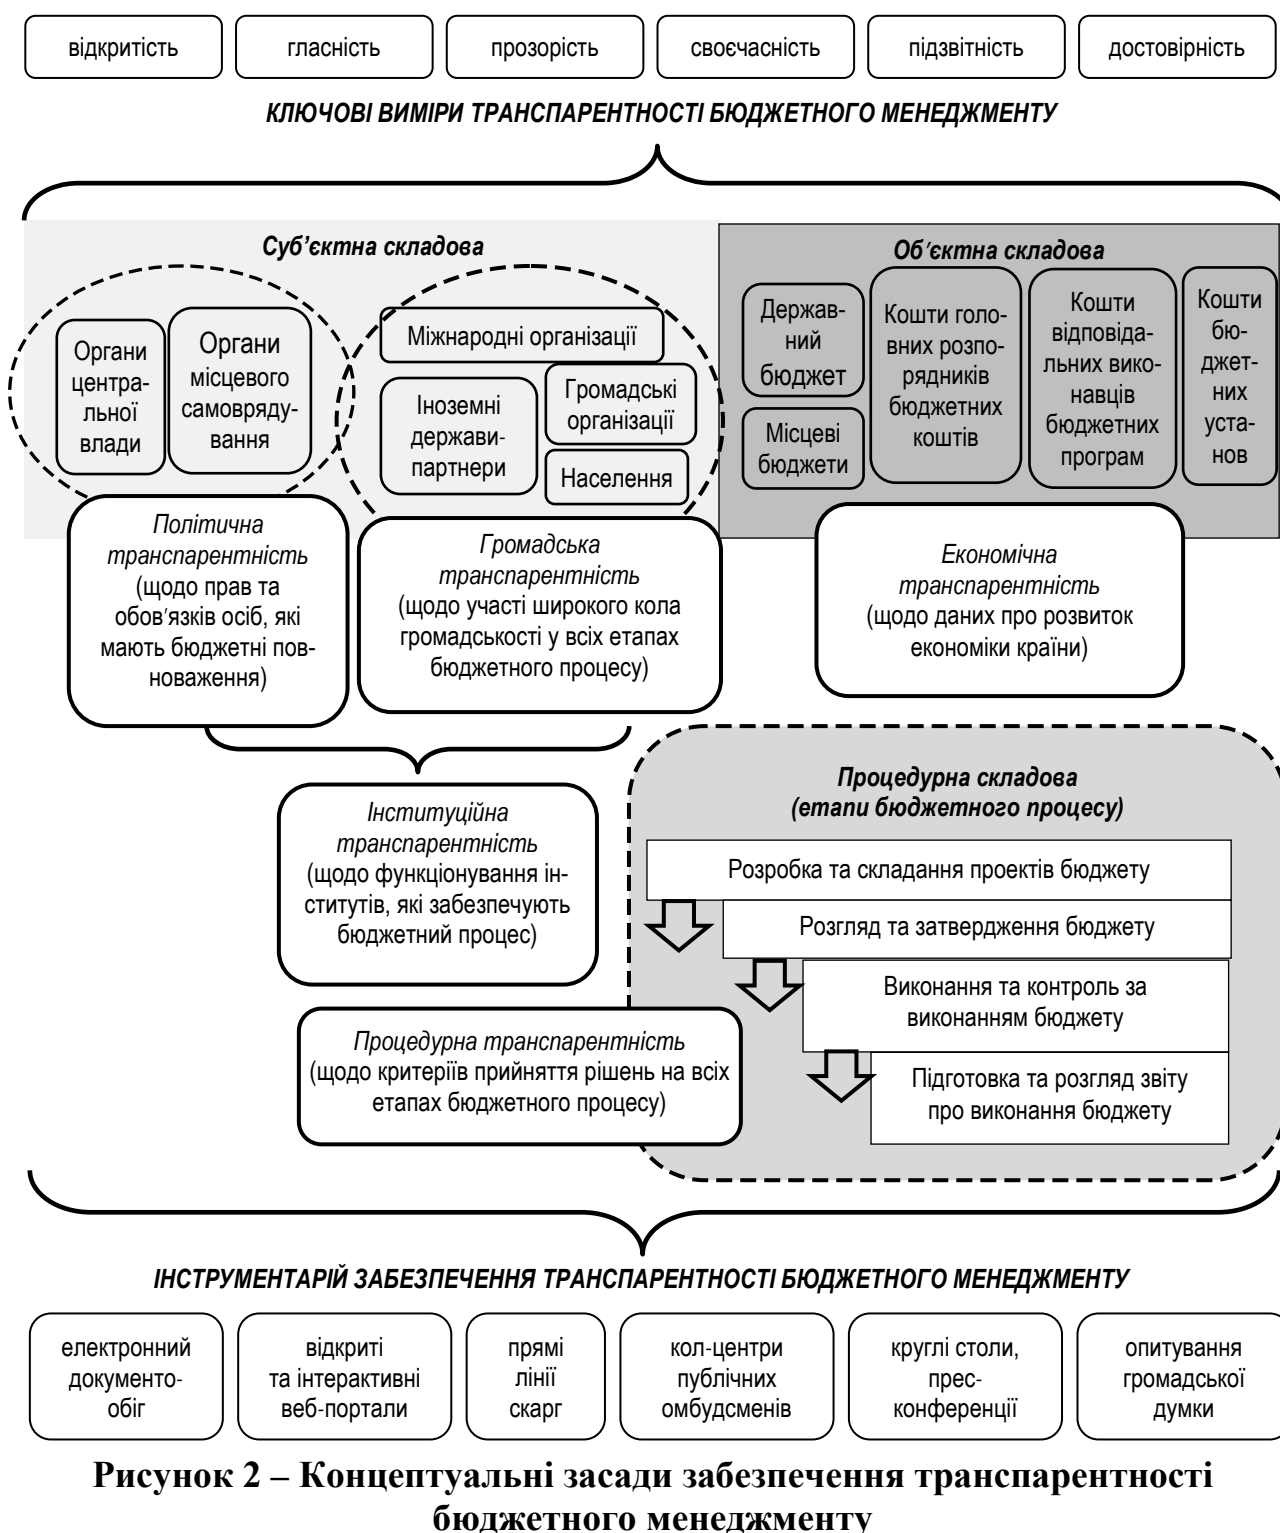 відкритість
гласність
прозорість
своєчасність
підзвітність
достовірність
КЛЮЧОВІ ВИМІРИ ТРАНСПАРЕНТНОСТІ БЮДЖЕТНОГО МЕНЕДЖМЕНТУ
Суб'єктна складова
Органи
центра-
льної
влади
Органи
місцевого
самовряду-
вання
Міжнародні організації
Іноземні
держави-
партнери
Громадські
організації
Населення
Об'єктна складова
Держав-
ний
бюджет
Місцеві
бюджети
Кошти голо-
вних розпо-
рядників
бюджетних
коштів
Кошти
відповіда-
льних вико-
навців
бюджетних
програм
Кошти
бю-
джет-
них
уста-
нов
Політична
транспарентність
(щодо прав та
обов'язків осіб, які
мають бюджетні пов-
новаження)
Громадська
транспарентність
(щодо участі широкого кола
громадськості у всіх етапах
бюджетного процесу)
Економічна
транспарентність
(щодо даних про розвиток
економіки країни)
Інституційна
транспарентність
(щодо функціонування ін-
ститутів, які забезпечують
бюджетний процес)
Процедурна складова
(етапи бюджетного процесу)
Розробка та складання проектів бюджету
Розгляд та затвердження бюджету
Виконання та контроль за
виконанням бюджету
Підготовка та розгляд звіту
про виконання бюджету
Процедурна транспарентність
(щодо критеріїв прийняття рішень на всіх
етапах бюджетного процесу)
ІНСТРУМЕНТАРІЙ ЗАБЕЗПЕЧЕННЯ ТРАНСПАРЕНТНОСТІ БЮДЖЕТНОГО МЕНЕДЖМЕНТУ
електронний
документо-
обіг
відкриті
та інтерактивні
веб-портали
прямі
лінії
скарг
кол-центри
публічних
омбудсменів
круглі столи,
прес-
конференції
опитування
громадської
думки
Рисунок 2 – Концептуальні засади забезпечення транспарентності
бюджетного менеджменту